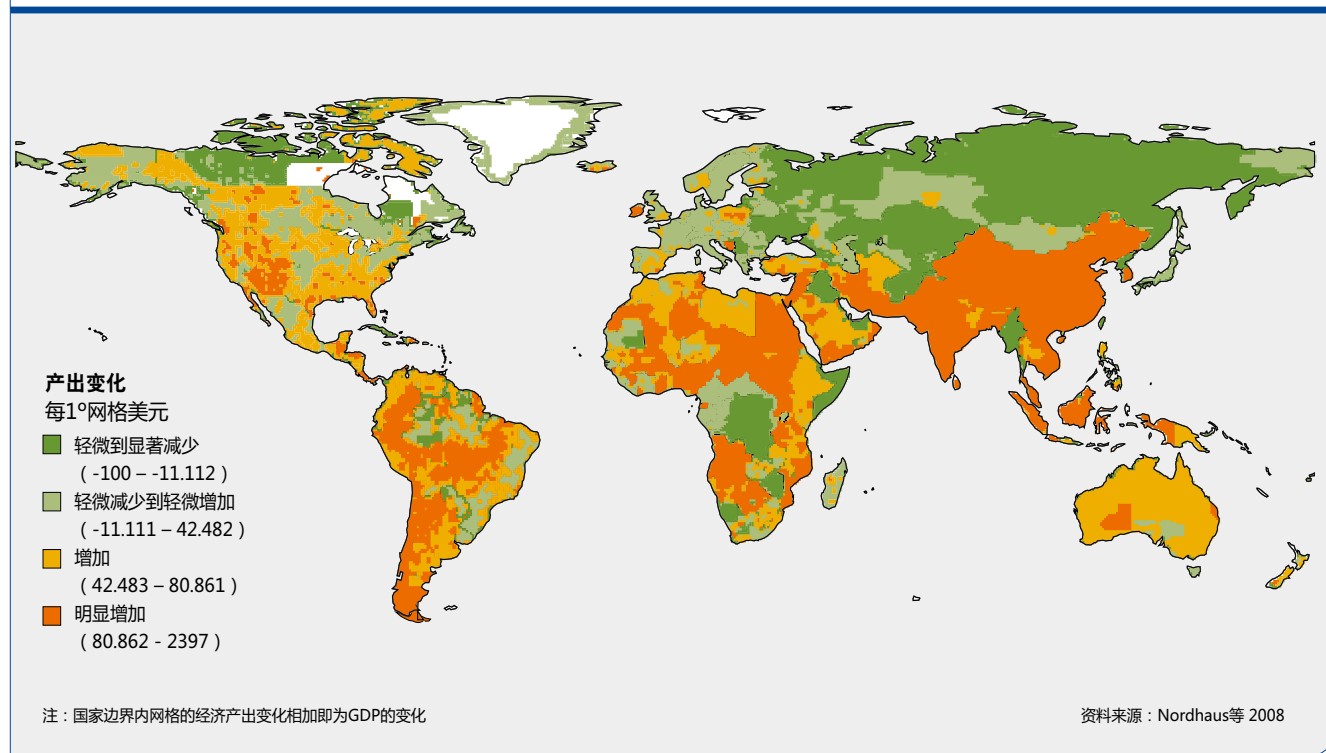 产出变化
每1º网格美元
轻微到显著减少
（ -100 – -11.112 ）
轻微减少到轻微增加
（ -11.111 – 42.482 ）
增加
（ 42.483 – 80.861 ）
明显增加
（ 80.862 - 2397 ）
注：国家边界内网格的经济产出变化相加即为GDP的变化
资料来源：Nordhaus等 2008